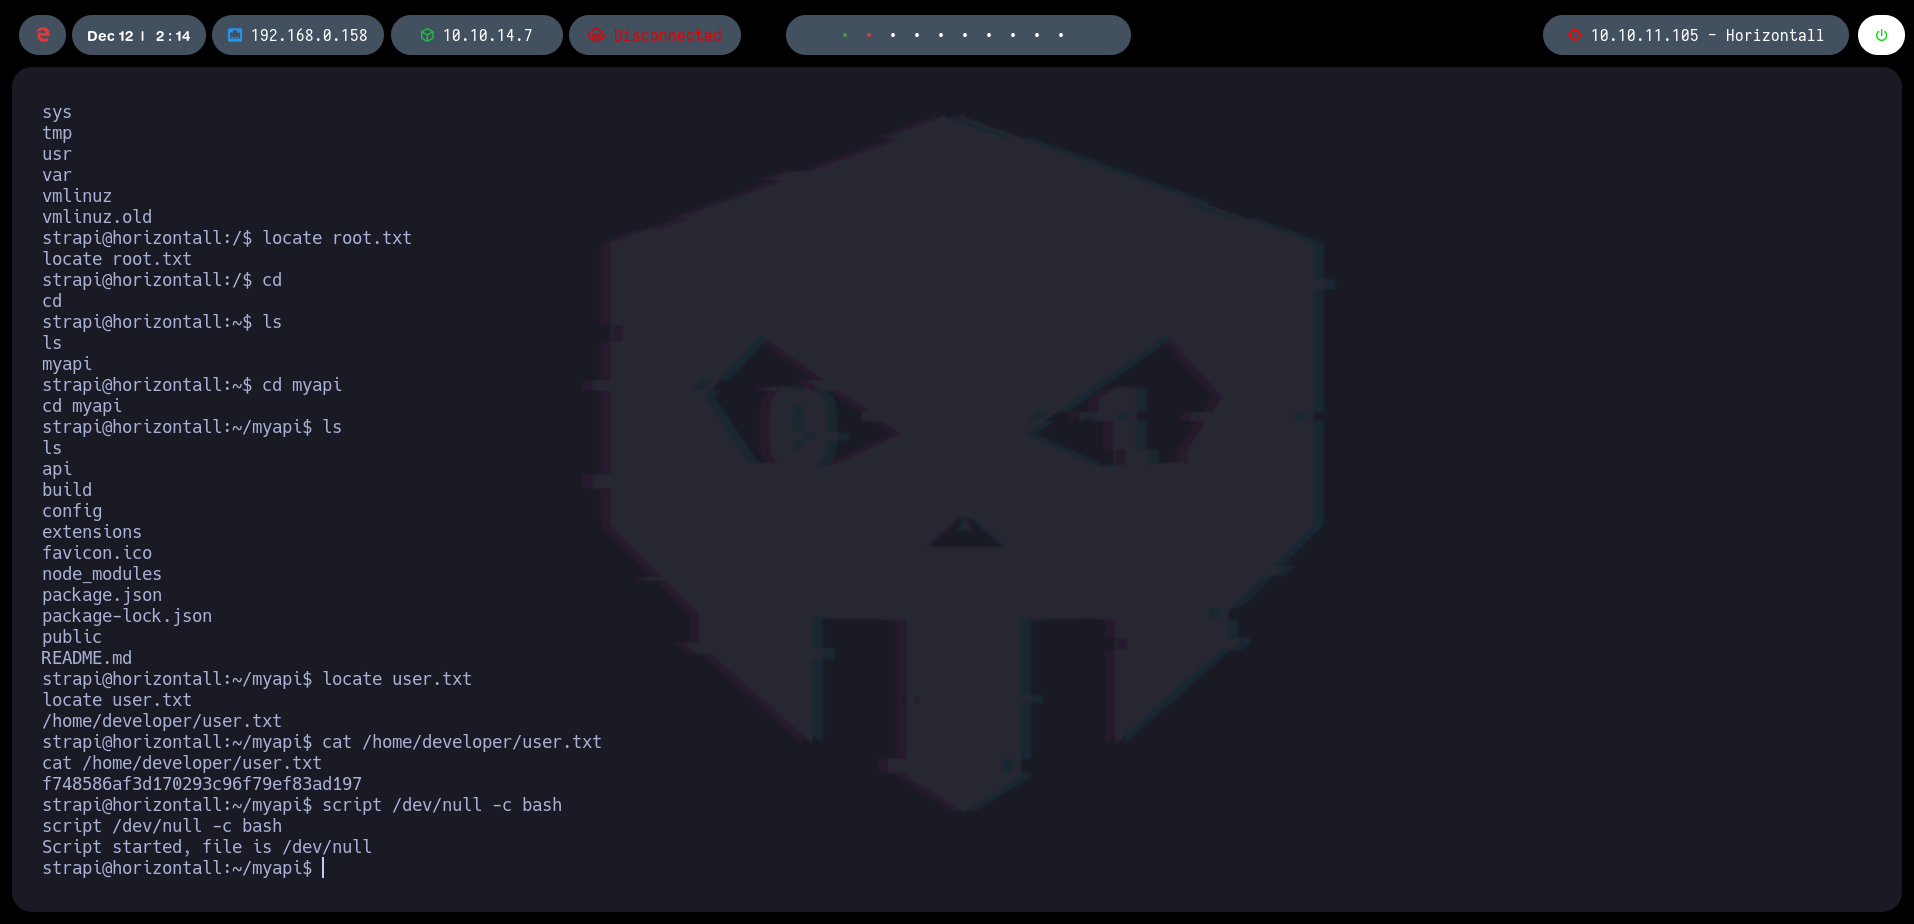 Dec 12 | 2:14 192.168.0.158 10.10.14.7 Disconnected 10.10.11.105 - Horizontall
sys
tmp
usr
var
vmlinuz
vmlinuz.old
strapi@horizontall:/$ locate root.txt
locate root.txt
strapi@horizontall:/$ cd
cd
strapi@horizontall:~$ ls
ls
myapi
strapi@horizontall:~$ cd myapi
cd myapi
strapi@horizontall:~/myapi$ ls
ls
api
build
config
extensions
favicon.ico
node_modules
package.json
package-lock.json
public
README.md
strapi@horizontall:~/myapi$ locate user.txt
locate user.txt
/home/developer/user.txt
strapi@horizontall:~/myapi$ cat /home/developer/user.txt
cat /home/developer/user.txt
f748586af3d170293c96f79ef83ad197
strapi@horizontall:~/myapi$ script /dev/null -c bash
script /dev/null -c bash
Script started, file is /dev/null
strapi@horizontall:~/myapi$
0 1